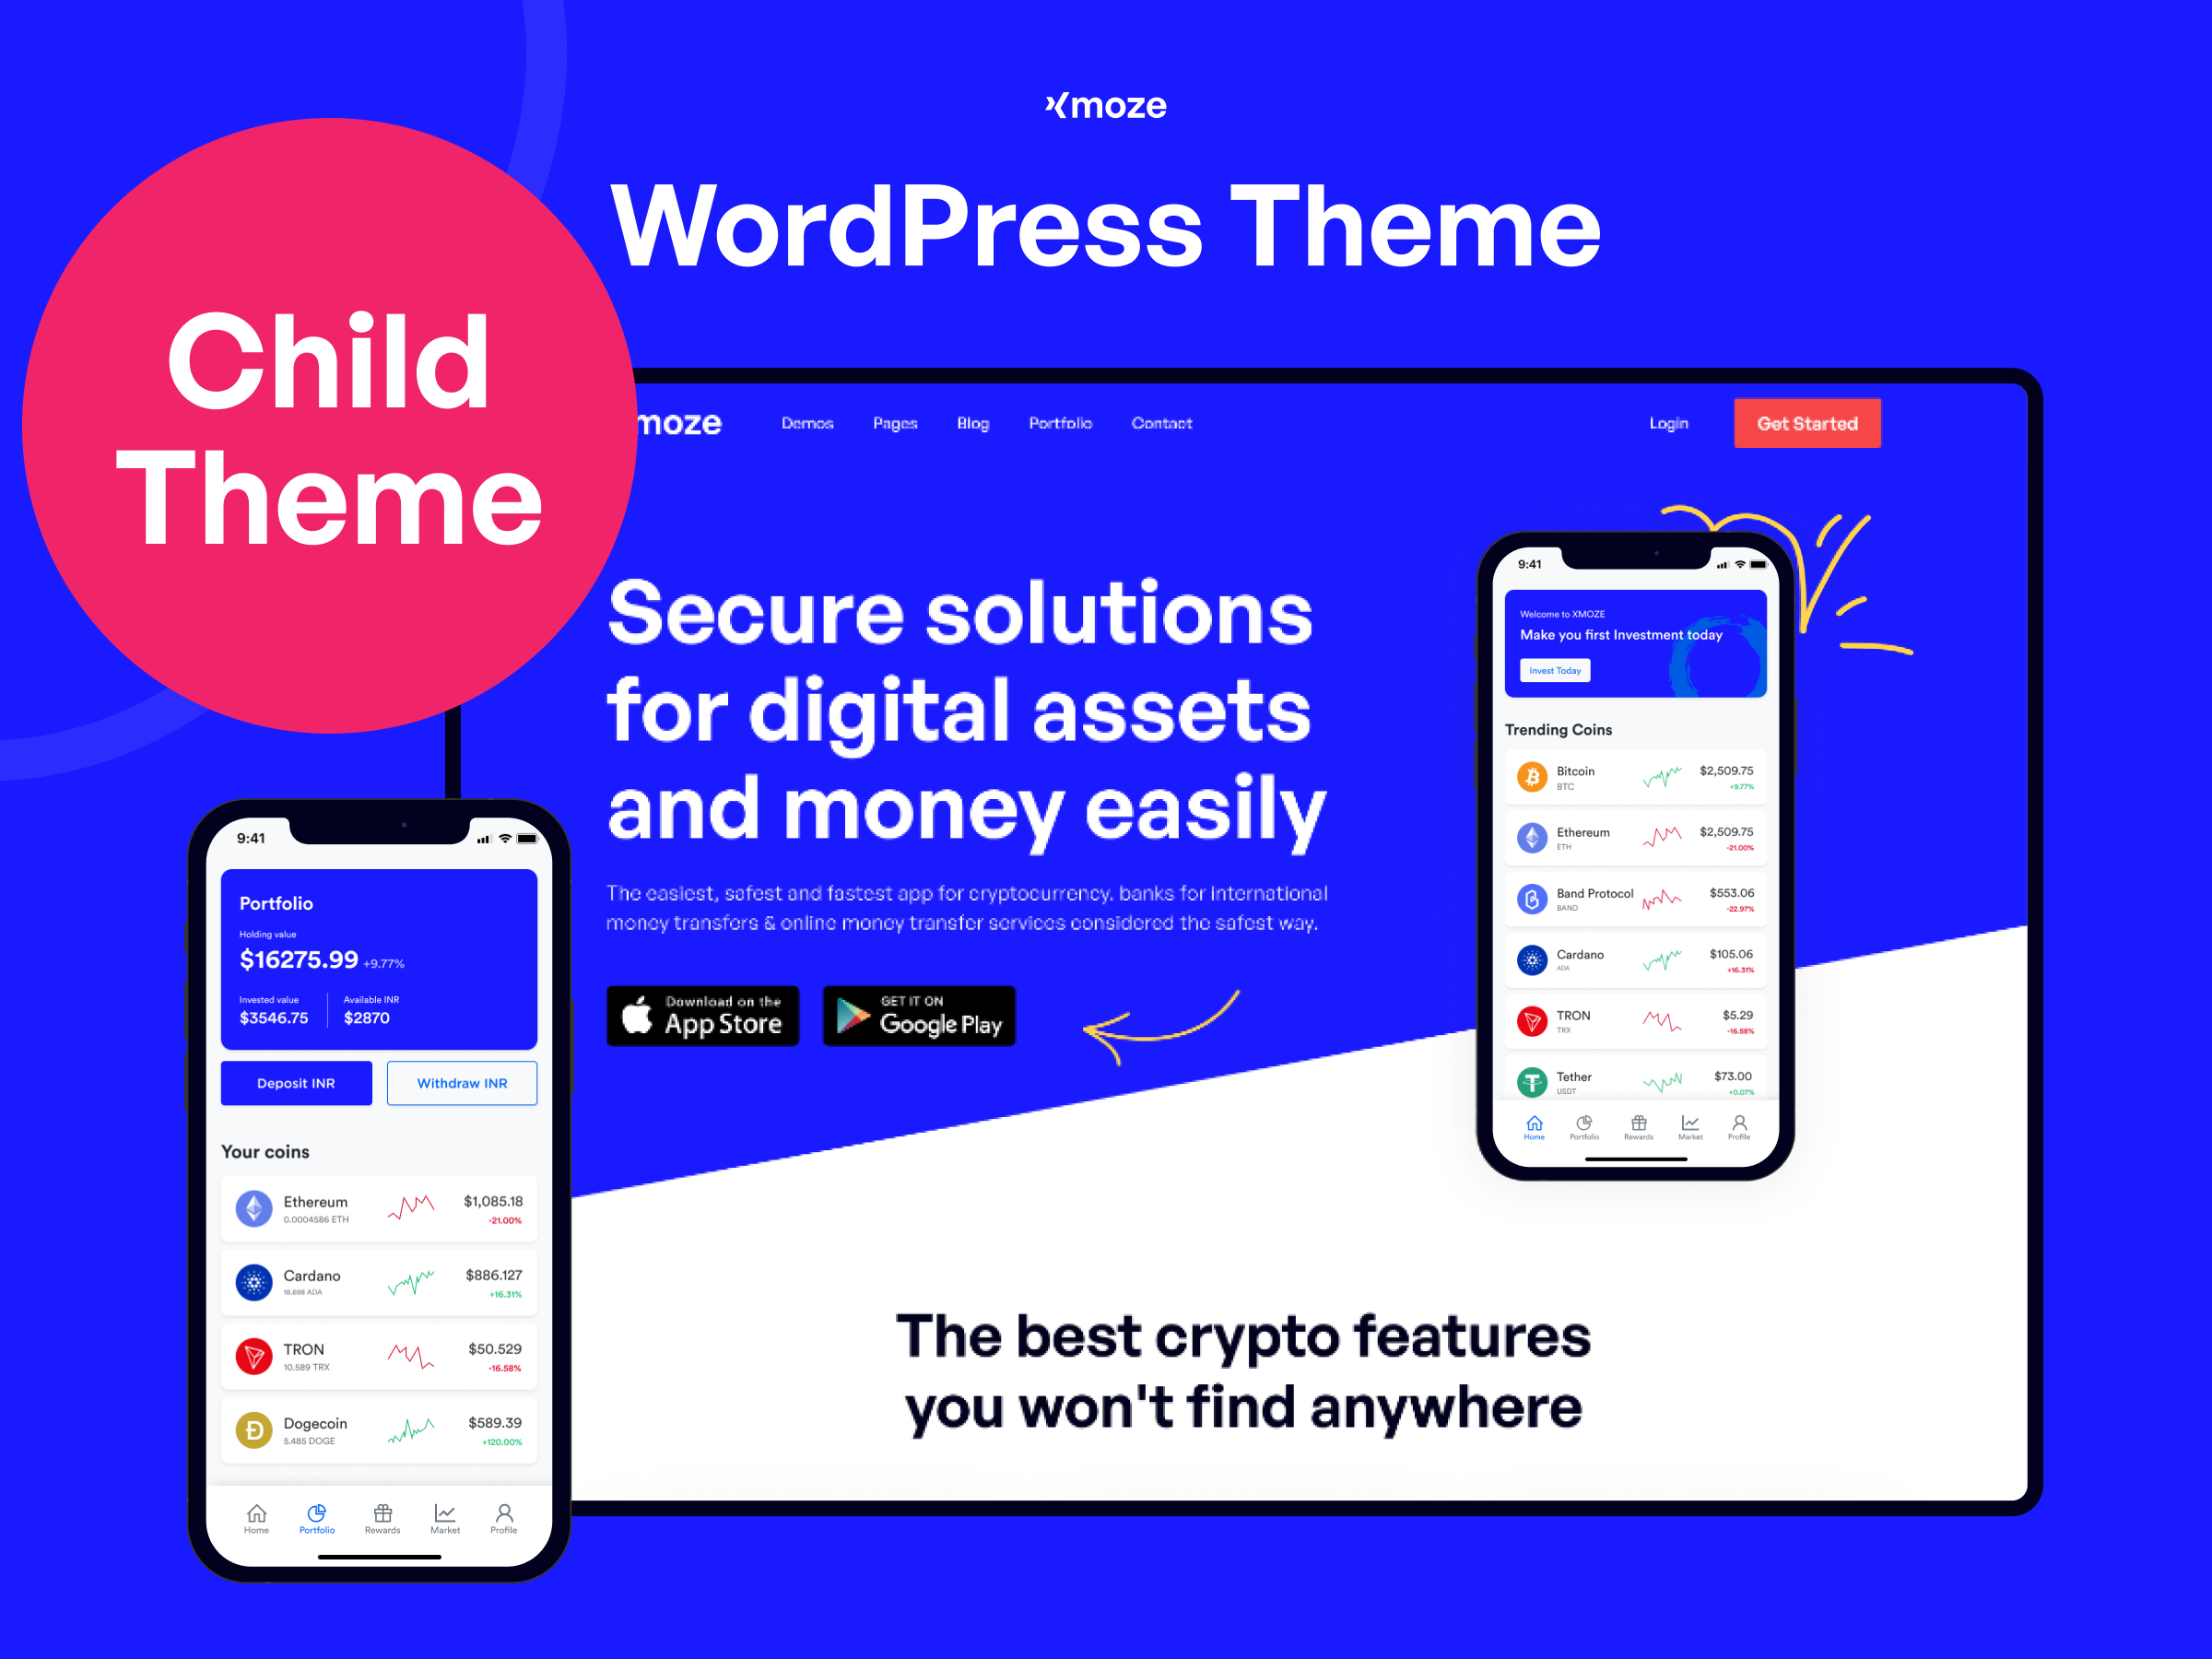 xmoze
WordPress Theme
Child
Theme
moze
Demos
Pages
Blog
Portfolio
Contact
Login
Get Started
Secure solutions
for digital assets
and money easily
The easiest, safest and fastest app for cryptocurrency. banks for international
money transfers & online money transfer services considered the safest way.
Download on the
App Store
GET IT ON
Google Play
9:41
Welcome to XMOZE
Make you first Investment today
Invest Today
Trending Coins
Bitcoin
BTC
$2,509.75
+9.77%
Ethereum
ETH
$2,509.75
-21.00%
Band Protocol
BAND
$553.06
-22.97%
Cardano
ADA
$105.06
+16.31%
TRON
TRX
$5.29
-16.58%
Tether
USDT
$73.00
+0.07%
Home
Portfolio
Rewards
Market
Profile
9:41
Portfolio
Holding value
$16275.99 +9.77%
Invested value
$3546.75
Available INR
$2870
Deposit INR
Withdraw INR
Your coins
Ethereum
0.0004586 ETH
$1,085.18
-21.00%
Cardano
18.698 ADA
$886.127
+16.31%
TRON
10.589 TRX
$50.529
-16.58%
Dogecoin
5.485 DOGE
$589.39
+120.00%
Home
Portfolio
Rewards
Market
Profile
The best crypto features
you won't find anywhere